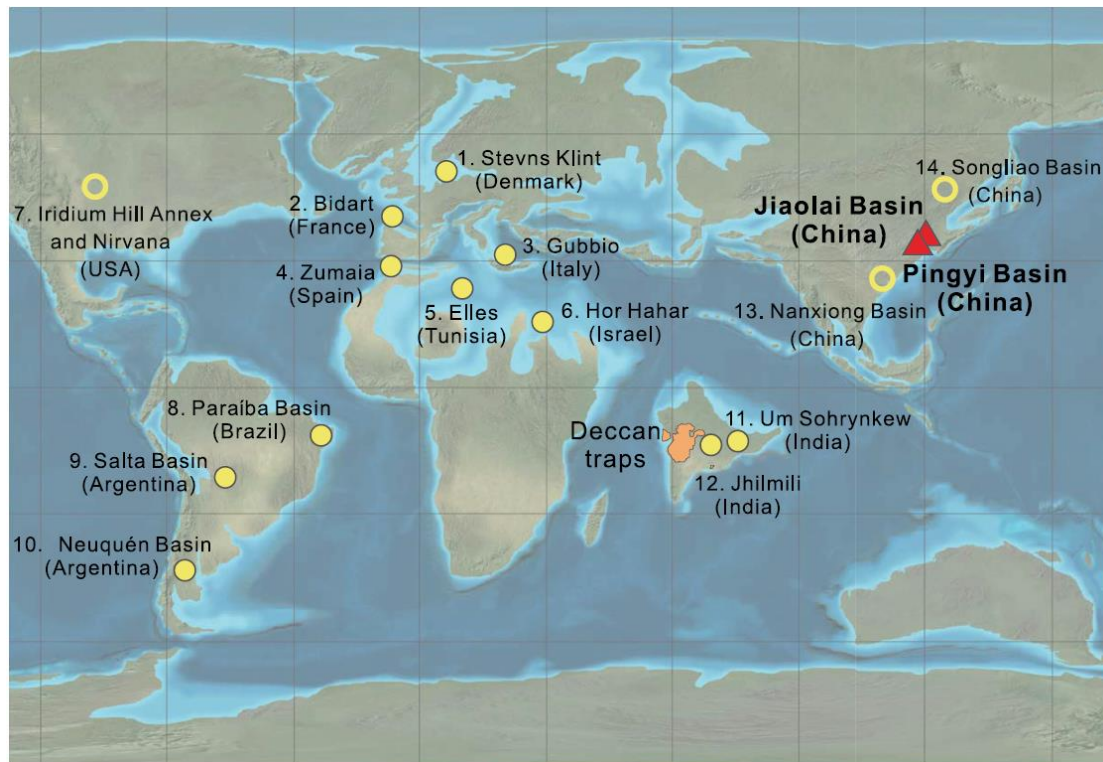 1. Stevns Klint
(Denmark)
14. Songliao Basin
(China)
2. Bidart
(France)
Jiaolai Basin
(China)
7. Iridium Hill Annex
and Nirvana
(USA)
3. Gubbio
(Italy)
4. Zumaia
(Spain)
Pingyi Basin
(China)
5. Elles
(Tunisia)
6. Hor Hahar
(Israel)
13. Nanxiong Basin
(China)
8. Paraíba Basin
(Brazil)
11. Um Sohrynkew
(India)
Deccan
traps
9. Salta Basin
(Argentina)
12. Jhilmili
(India)
10. Neuquén Basin
(Argentina)